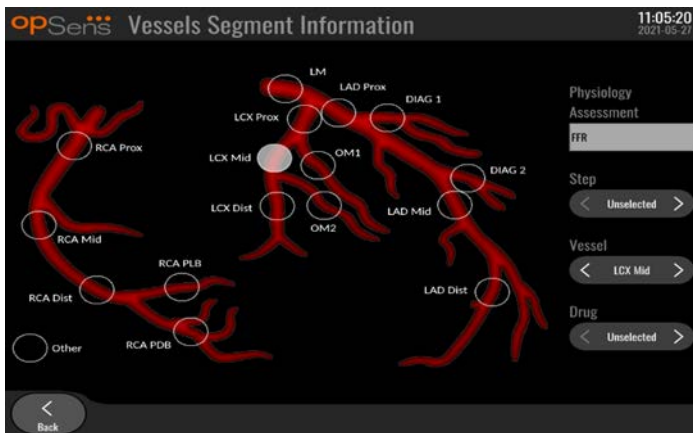 opSens Vessels Segment Information
11:05:20
2021-05-27
LM
LAD Prox
DIAG 1
LCX Prox
RCA Prox
LCX Mid
OM1
DIAG 2
LCX Dist
OM2
LAD Mid
RCA Mid
RCA PLB
RCA Dist
LAD Dist
RCA PDB
Other
Physiology
Assessment
FFR
Step
< Unselected >
Vessel
< LCX Mid >
Drug
< Unselected >
<
Back